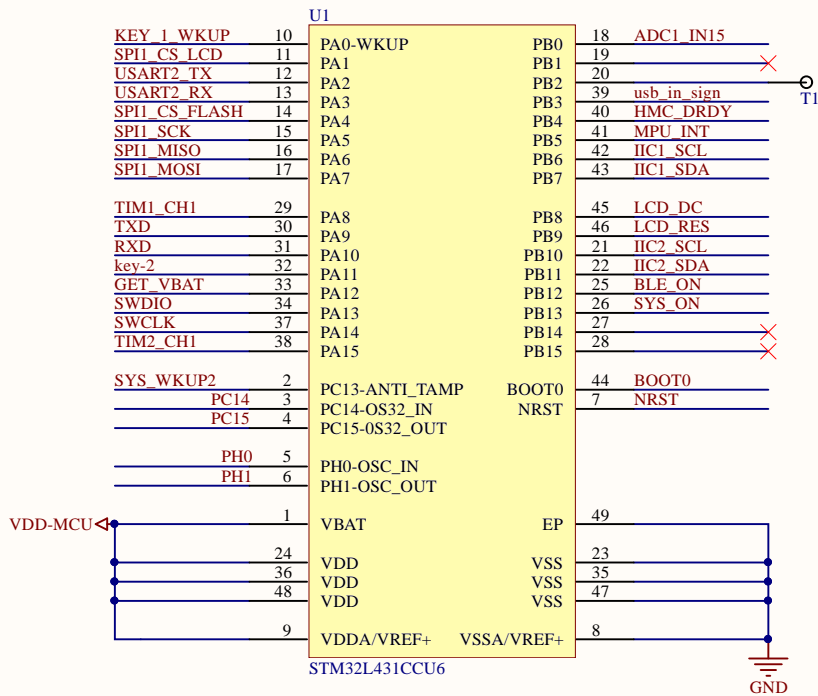 U1
KEY_1_WKUP 10 PA0-WKUP PB0 18 ADC1_IN15
SPI1_CS_LCD 11 PA1 PB1 19
USART2_TX 12 PA2 PB2 20 T1
USART2_RX 13 PA3 PB3 39 usb_in_sign
SPI1_CS_FLASH 14 PA4 PB4 40 HMC_DRDY
SPI1_SCK 15 PA5 PB5 41 MPU_INT
SPI1_MISO 16 PA6 PB6 42 IIC1_SCL
SPI1_MOSI 17 PA7 PB7 43 IIC1_SDA
TIM1_CH1 29 PA8 PB8 45 LCD_DC
TXD 30 PA9 PB9 46 LCD_RES
RXD 31 PA10 PB10 21 IIC2_SCL
key-2 32 PA11 PB11 22 IIC2_SDA
GET_VBAT 33 PA12 PB12 25 BLE_ON
SWDIO 34 PA13 PB13 26 SYS_ON
SWCLK 37 PA14 PB14 27
TIM2_CH1 38 PA15 PB15 28
SYS_WKUP2 2 PC13-ANTI_TAMP BOOT0 44 BOOT0
PC14 3 PC14-OS32_IN NRST 7 NRST
PC15 4 PC15-0S32_OUT
PH0 5 PH0-OSC_IN
PH1 6 PH1-OSC_OUT
VDD-MCU 1 VBAT EP 49
24 VDD VSS 23
36 VDD VSS 35
48 VDD VSS 47
9 VDDA/VREF+ VSSA/VREF+ 8
STM32L431CCU6
GND